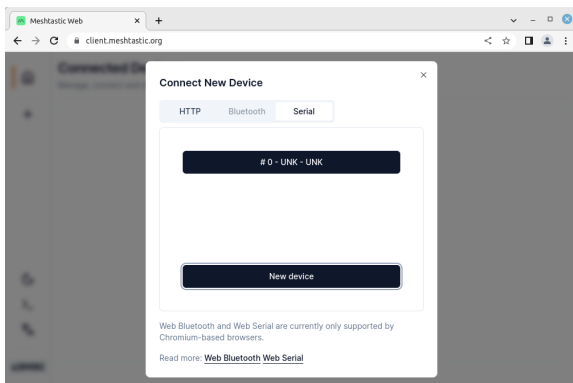 Meshtastic Web
client.meshtastic.org
Connect New Device
HTTP Bluetooth Serial
# 0 - UNK - UNK
New device
Web Bluetooth and Web Serial are currently only supported by
Chromium-based browsers.
Read more: Web Bluetooth Web Serial